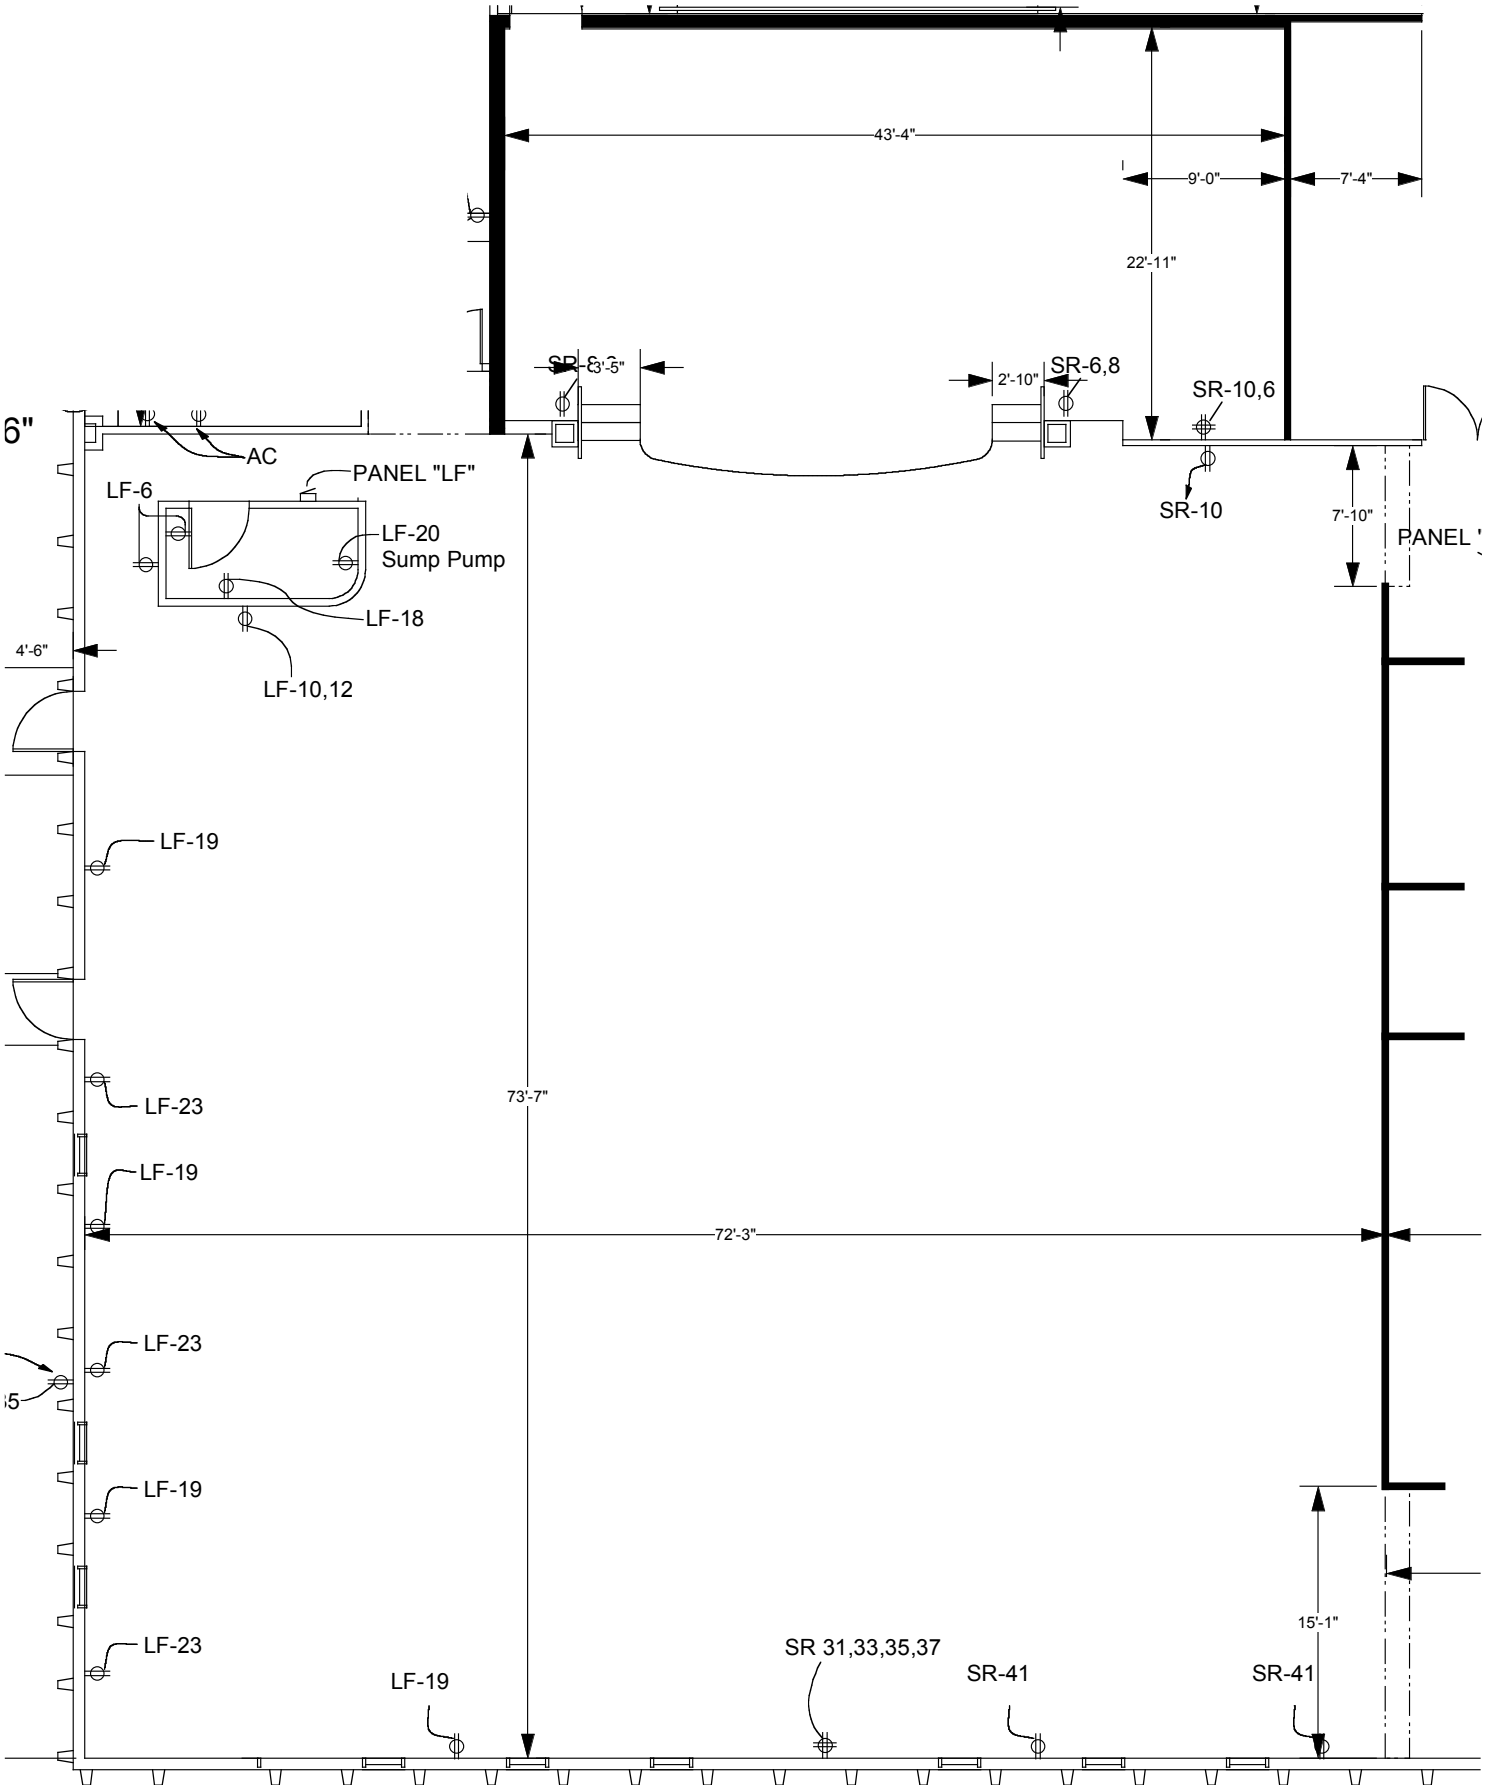 43'-4"
9'-0"
7'-4"
22'-11"
3'-5"
2'-10"
SR-6,8
SR-10,6
6"
AC
PANEL "LF"
LF-6
LF-20
Sump Pump
SR-10
7'-10"
PANEL "
LF-18
4'-6"
LF-10,12
LF-19
73'-7"
LF-23
LF-19
72'-3"
LF-23
35
LF-19
15'-1"
LF-23
SR 31,33,35,37
LF-19
SR-41
SR-41